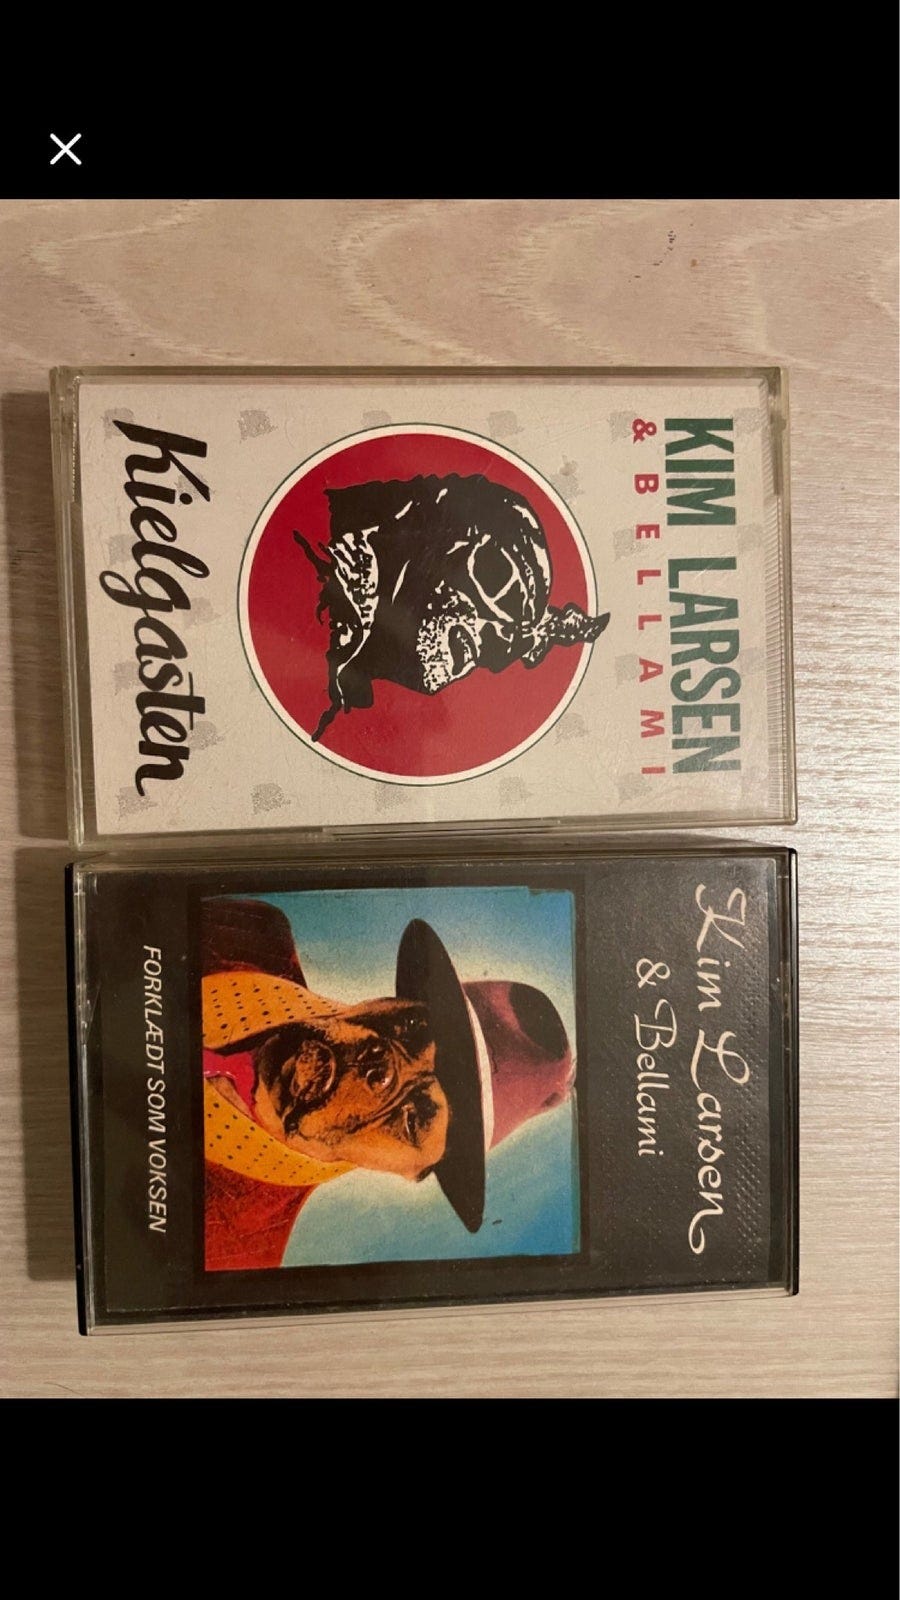 KIM LARSEN
& BELLAMI
Kielgasten
Kim Larsen
& Bellami
FORKLÆDT SOM VOKSEN